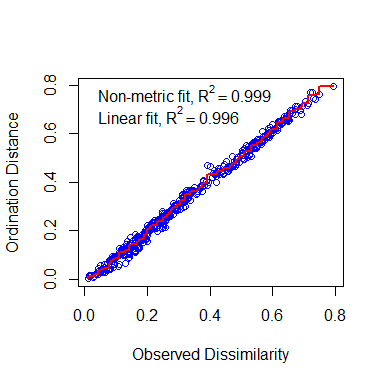 Non-metric fit, R² = 0.999
Linear fit, R² = 0.996
Ordination Distance
0.8
0.6
0.4
0.2
0.0
0.0 0.2 0.4 0.6 0.8
Observed Dissimilarity